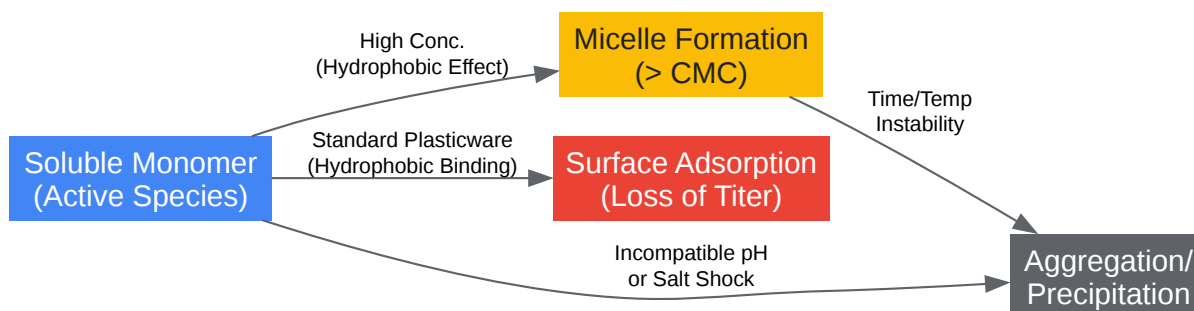 High Conc.
(Hydrophobic Effect)
Micelle Formation
(> CMC)
Time/Temp
Instability
Standard Plasticware
(Hydrophobic Binding)
Soluble Monomer
(Active Species)
Surface Adsorption
(Loss of Titer)
Incompatible pH
or Salt Shock
Aggregation/
Precipitation